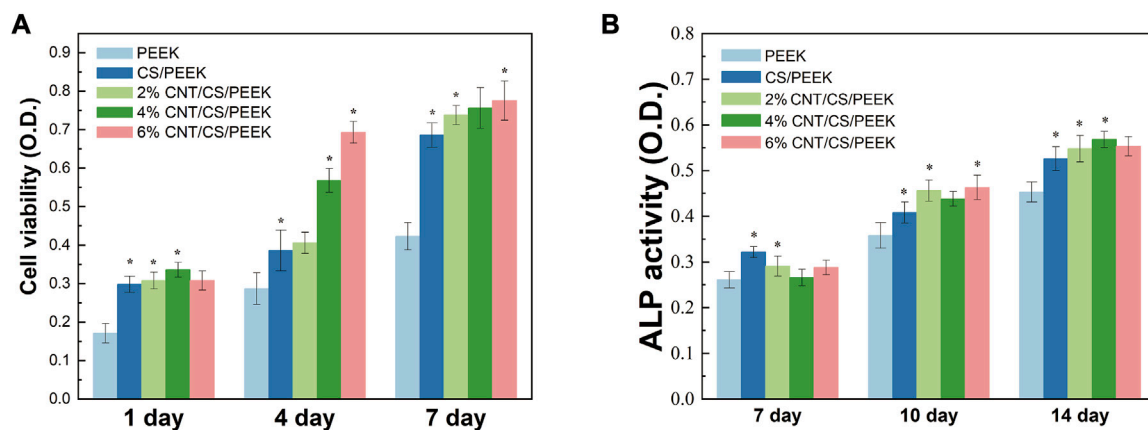 A
Cell viability (O.D.)
0.9
0.8
0.7
0.6
0.5
0.4
0.3
0.2
0.1
0.0
PEEK
CS/PEEK
2% CNT/CS/PEEK
4% CNT/CS/PEEK
6% CNT/CS/PEEK
* * *
* * *
* * *
1 day
4 day
7 day
B
ALP activity (O.D.)
0.8
0.7
0.6
0.5
0.4
0.3
0.2
0.1
0.0
PEEK
CS/PEEK
2% CNT/CS/PEEK
4% CNT/CS/PEEK
6% CNT/CS/PEEK
* *
* * *
* * *
7 day
10 day
14 day